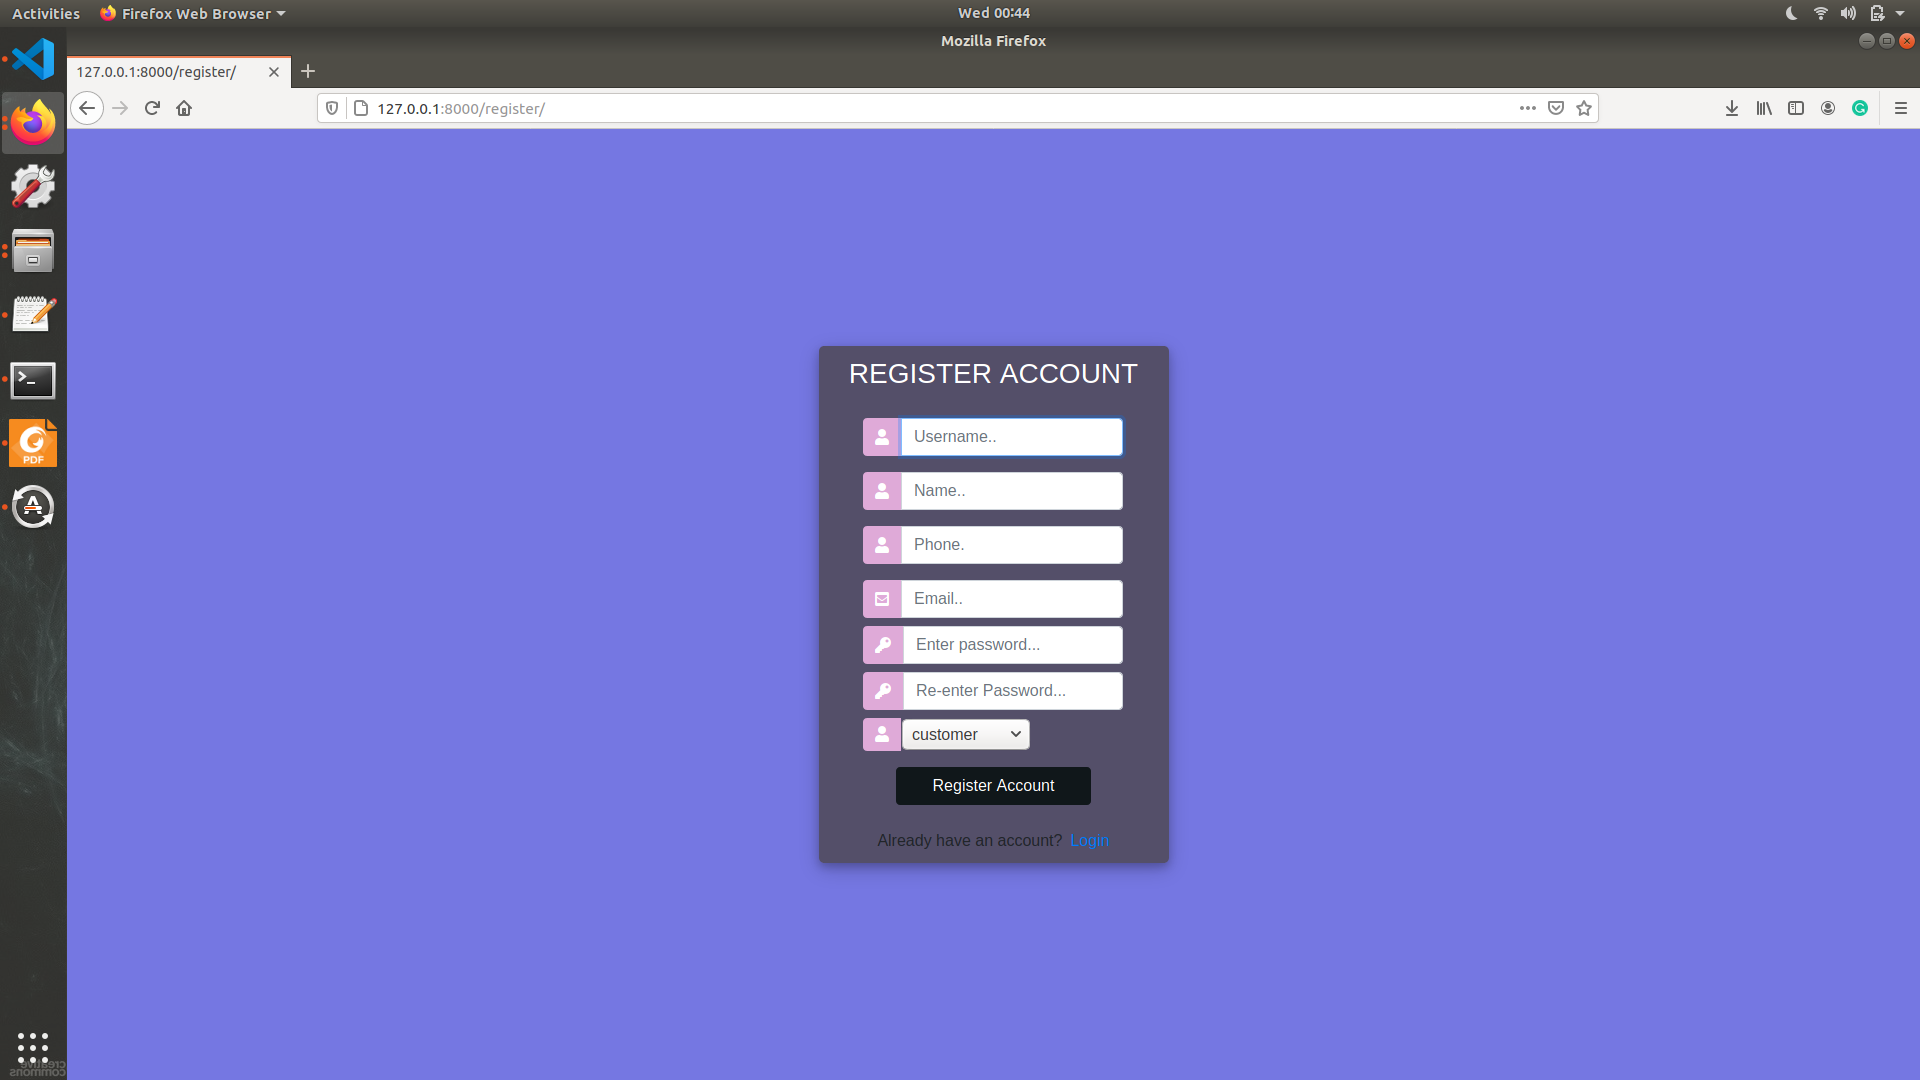 Activities Firefox Web Browser Wed 00:44
Mozilla Firefox
127.0.0.1:8000/register/
127.0.0.1:8000/register/
REGISTER ACCOUNT
Username..
Name..
Phone.
Email..
Enter password...
Re-enter Password...
customer
Register Account
Already have an account? Login
PDF
A
creative
commons